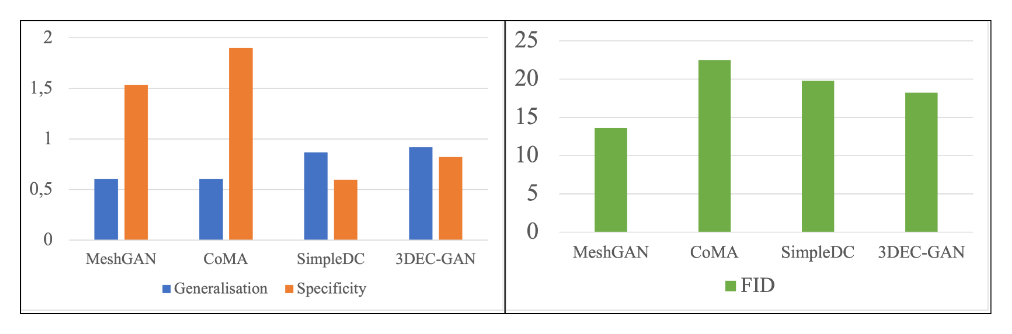 2
1,5
1
0,5
0
MeshGAN CoMA SimpleDC 3DEC-GAN
Generalisation Specificity
25
20
15
10
5
0
MeshGAN CoMA SimpleDC 3DEC-GAN
FID